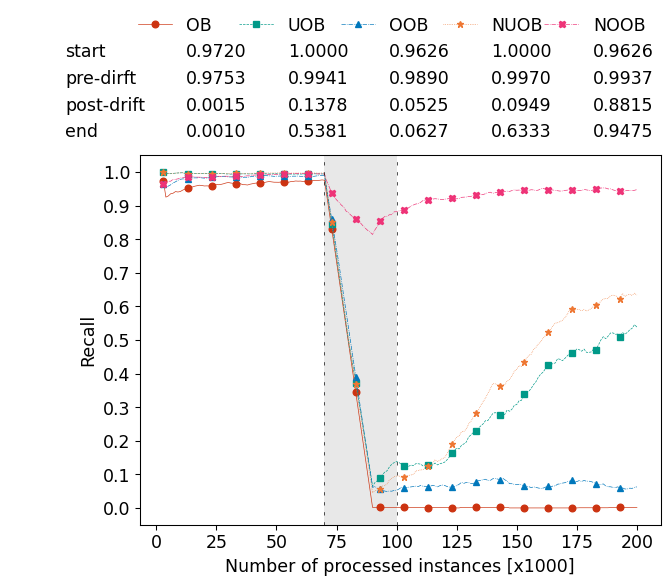 OB UOB OOB NUOB NOOB
start 0.9720 1.0000 0.9626 1.0000 0.9626
pre-dirft 0.9753 0.9941 0.9890 0.9970 0.9937
post-drift 0.0015 0.1378 0.0525 0.0949 0.8815
end 0.0010 0.5381 0.0627 0.6333 0.9475
1.0
0.9
0.8
0.7
0.6
0.5
0.4
0.3
0.2
0.1
0.0
Recall
0 25 50 75 100 125 150 175 200
Number of processed instances [x1000]